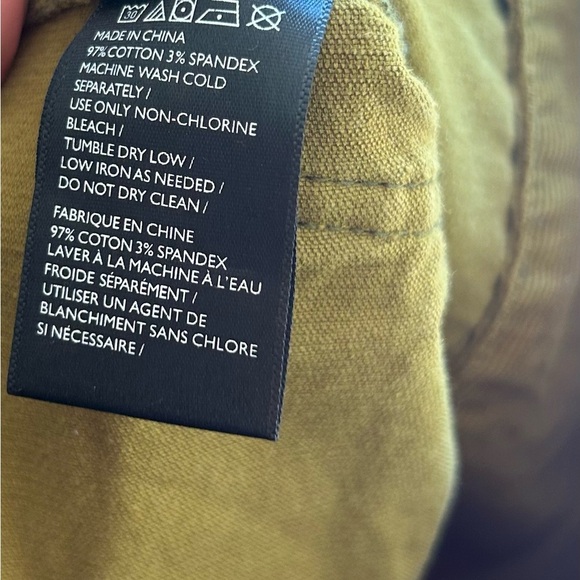 30
MADE IN CHINA
97% COTTON 3% SPANDEX
MACHINE WASH COLD
SEPARATELY /
USE ONLY NON-CHLORINE
BLEACH /
TUMBLE DRY LOW /
LOW IRON AS NEEDED /
DO NOT DRY CLEAN /
FABRIQUE EN CHINE
97% COTON 3% SPANDEX
LAVER À LA MACHINE À L'EAU
FROIDE SÉPARÉMENT /
UTILISER UN AGENT DE
BLANCHIMENT SANS CHLORE
SI NÉCESSAIRE /